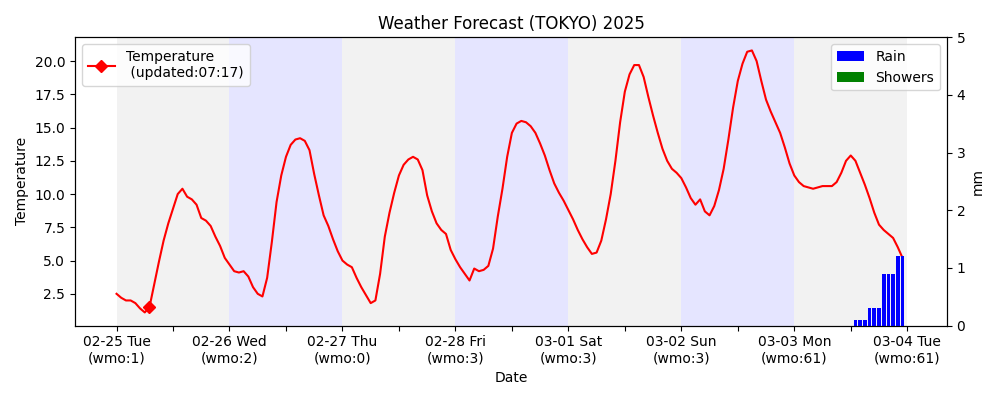 Weather Forecast (TOKYO) 2025
Temperature
(updated:07:17)
Rain
Showers
Temperature
20.0
17.5
15.0
12.5
10.0
7.5
5.0
2.5
5
4
3
2
1
0
mm
02-25 Tue 02-26 Wed 02-27 Thu 02-28 Fri 03-01 Sat 03-02 Sun 03-03 Mon 03-04 Tue
(wmo:1) (wmo:2) (wmo:0) (wmo:3) (wmo:3) (wmo:3) (wmo:61) (wmo:61)
Date